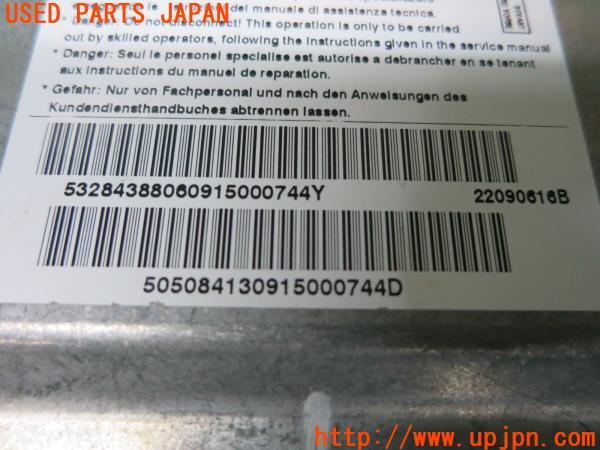 USED PARTS JAPAN
del manuale di assistenza tecnica.
Do not disconnect! This operation is only to be carried
out by skilled operators, following the instructions given in the service manual
* Danger: Seul le personel specialise est autorise a debrancher en se tenant
aux instructions du manuel de reparation.
* Gefahr: Nur von Fachpersonal und nach den Anweisungen des
Kundendiensthandbuches abtrennen lassen.
53284388060915000744Y
22090616B
505084130915000744D
www.upjpn.com